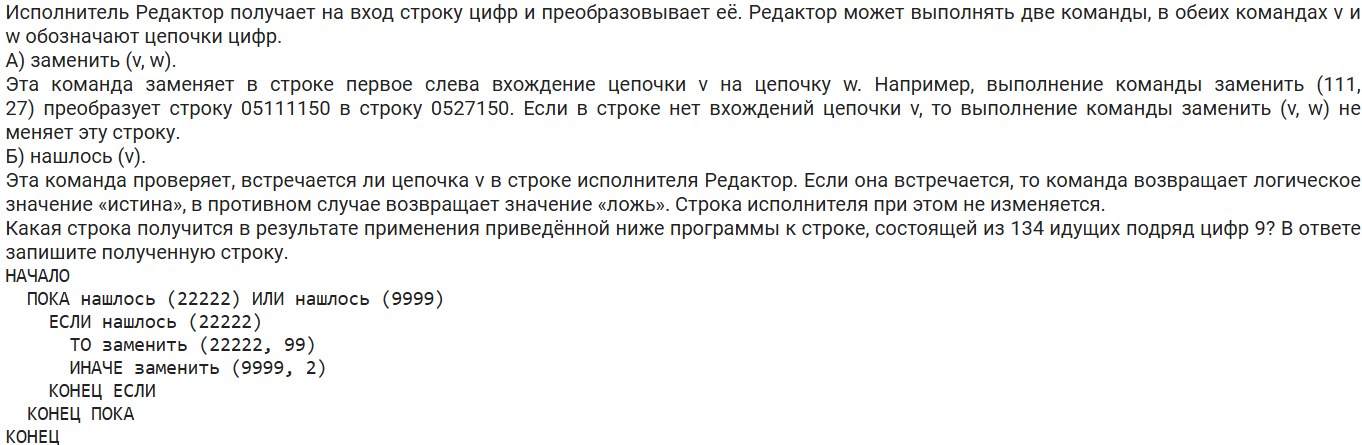 Исполнитель Редактор получает на вход строку цифр и преобразовывает её. Редактор может выполнять две команды, в обеих командах v и
w обозначают цепочки цифр.
А) заменить (v, w).
Эта команда заменяет в строке первое слева вхождение цепочки v на цепочку w. Например, выполнение команды заменить (111,
27) преобразует строку 05111150 в строку 0527150. Если в строке нет вхождений цепочки v, то выполнение команды заменить (v, w) не
меняет эту строку.
Б) нашлось (v).
Эта команда проверяет, встречается ли цепочка v в строке исполнителя Редактор. Если она встречается, то команда возвращает логическое
значение «истина», в противном случае возвращает значение «ложь». Строка исполнителя при этом не изменяется.
Какая строка получится в результате применения приведённой ниже программы к строке, состоящей из 134 идущих подряд цифр 9? В ответе
запишите полученную строку.
НАЧАЛО
ПОКА нашлось (22222) ИЛИ нашлось (9999)
ЕСЛИ нашлось (22222)
ТО заменить (22222, 99)
ИНАЧЕ заменить (9999, 2)
КОНЕЦ ЕСЛИ
КОНЕЦ ПОКА
КОНЕЦ